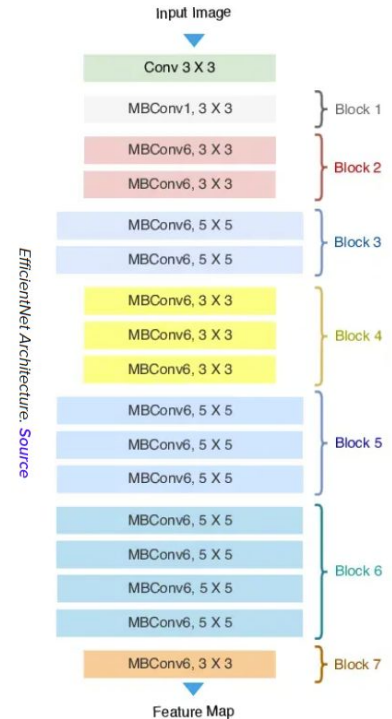 Input Image
Conv 3 X 3
MBConv1, 3 X 3
Block 1
MBConv6, 3 X 3
MBConv6, 3 X 3
Block 2
MBConv6, 5 X 5
MBConv6, 5 X 5
Block 3
MBConv6, 3 X 3
MBConv6, 3 X 3
MBConv6, 3 X 3
Block 4
MBConv6, 5 X 5
MBConv6, 5 X 5
MBConv6, 5 X 5
Block 5
MBConv6, 5 X 5
MBConv6, 5 X 5
MBConv6, 5 X 5
MBConv6, 5 X 5
Block 6
MBConv6, 3 X 3
Block 7
Feature Map
EfficientNet Architecture. Source